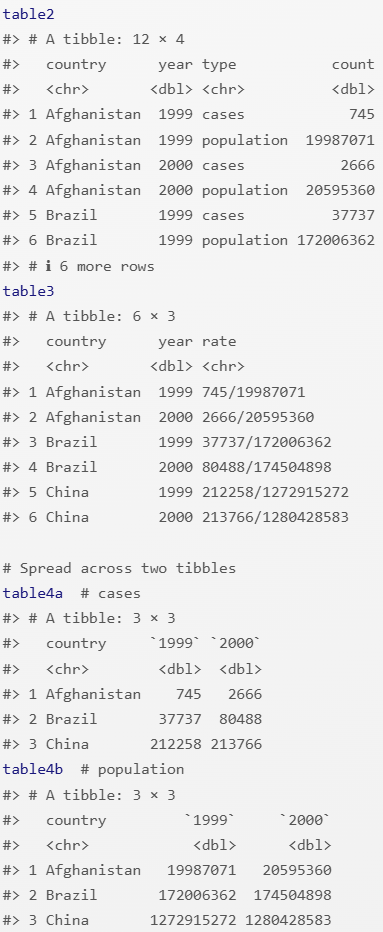 table2
#> # A tibble: 12 × 4
#>   country      year type            count
#>   <chr>       <dbl> <chr>           <dbl>
#> 1 Afghanistan  1999 cases             745
#> 2 Afghanistan  1999 population   19987071
#> 3 Afghanistan  2000 cases            2666
#> 4 Afghanistan  2000 population   20595360
#> 5 Brazil       1999 cases           37737
#> 6 Brazil       1999 population  172006362
#> # ℹ 6 more rows
table3
#> # A tibble: 6 × 3
#>   country      year rate
#>   <chr>       <dbl> <chr>
#> 1 Afghanistan  1999 745/19987071
#> 2 Afghanistan  2000 2666/20595360
#> 3 Brazil       1999 37737/172006362
#> 4 Brazil       2000 80488/174504898
#> 5 China        1999 212258/1272915272
#> 6 China        2000 213766/1280428583

# Spread across two tibbles
table4a  # cases
#> # A tibble: 3 × 3
#>   country     `1999` `2000`
#>   <chr>        <dbl>  <dbl>
#> 1 Afghanistan    745   2666
#> 2 Brazil       37737  80488
#> 3 China       212258 213766
table4b  # population
#> # A tibble: 3 × 3
#>   country         `1999`     `2000`
#>   <chr>            <dbl>      <dbl>
#> 1 Afghanistan   19987071   20595360
#> 2 Brazil       172006362  174504898
#> 3 China       1272915272 1280428583